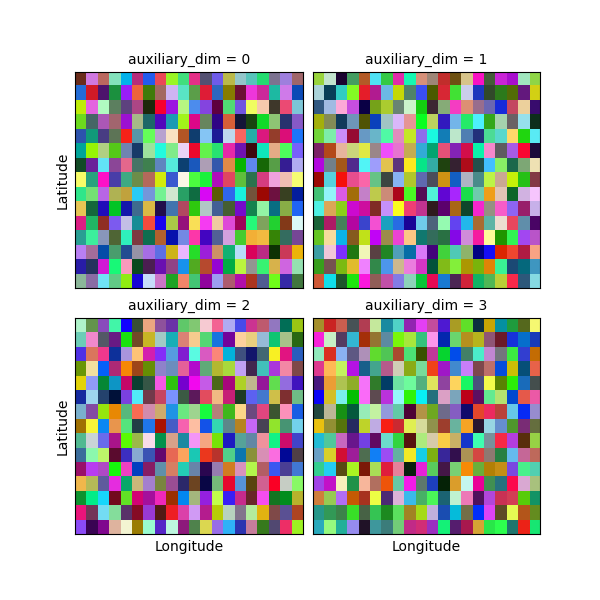 auxiliary_dim = 0
auxiliary_dim = 1
Latitude
auxiliary_dim = 2
auxiliary_dim = 3
Latitude
Longitude
Longitude